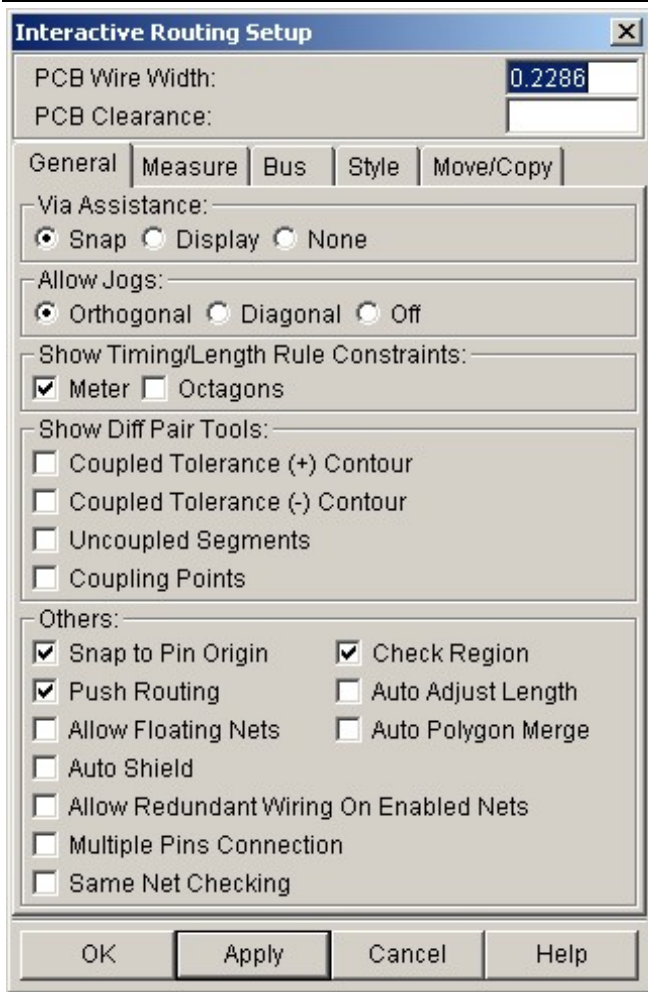 Interactive Routing Setup
PCB Wire Width: 0.2286
PCB Clearance:
General Measure Bus Style Move/Copy
Via Assistance:
Snap Display None
Allow Jogs:
Orthogonal Diagonal Off
Show Timing/Length Rule Constraints:
Meter Octagons
Show Diff Pair Tools:
Coupled Tolerance (+) Contour
Coupled Tolerance (-) Contour
Uncoupled Segments
Coupling Points
Others:
Snap to Pin Origin Check Region
Push Routing Auto Adjust Length
Allow Floating Nets Auto Polygon Merge
Auto Shield
Allow Redundant Wiring On Enabled Nets
Multiple Pins Connection
Same Net Checking
OK Apply Cancel Help